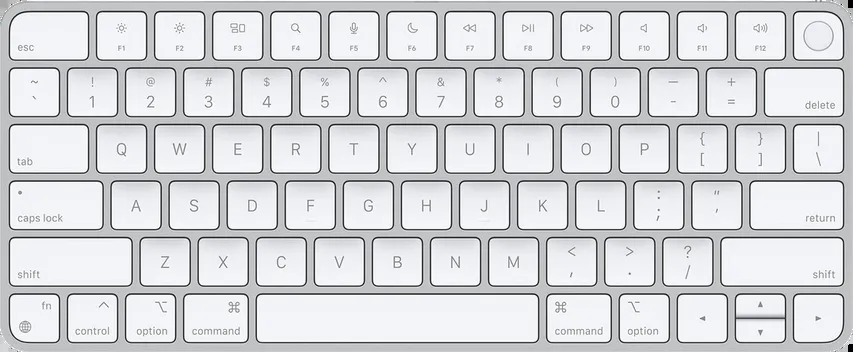 esc F1 F2 F3 F4 F5 F6 F7 F8 F9 F10 F11 F12
~ ! @ # $ % ^ & * ( ) — +
` 1 2 3 4 5 6 7 8 9 0 - = delete
tab Q W E R T Y U I O P { } |
[ ] \
caps lock A S D F G H J K L : " return
; '
shift Z X C V B N M < > ? shift
, . /
fn ^ ⌥ ⌘ ⌘ ⌥
control option command command option